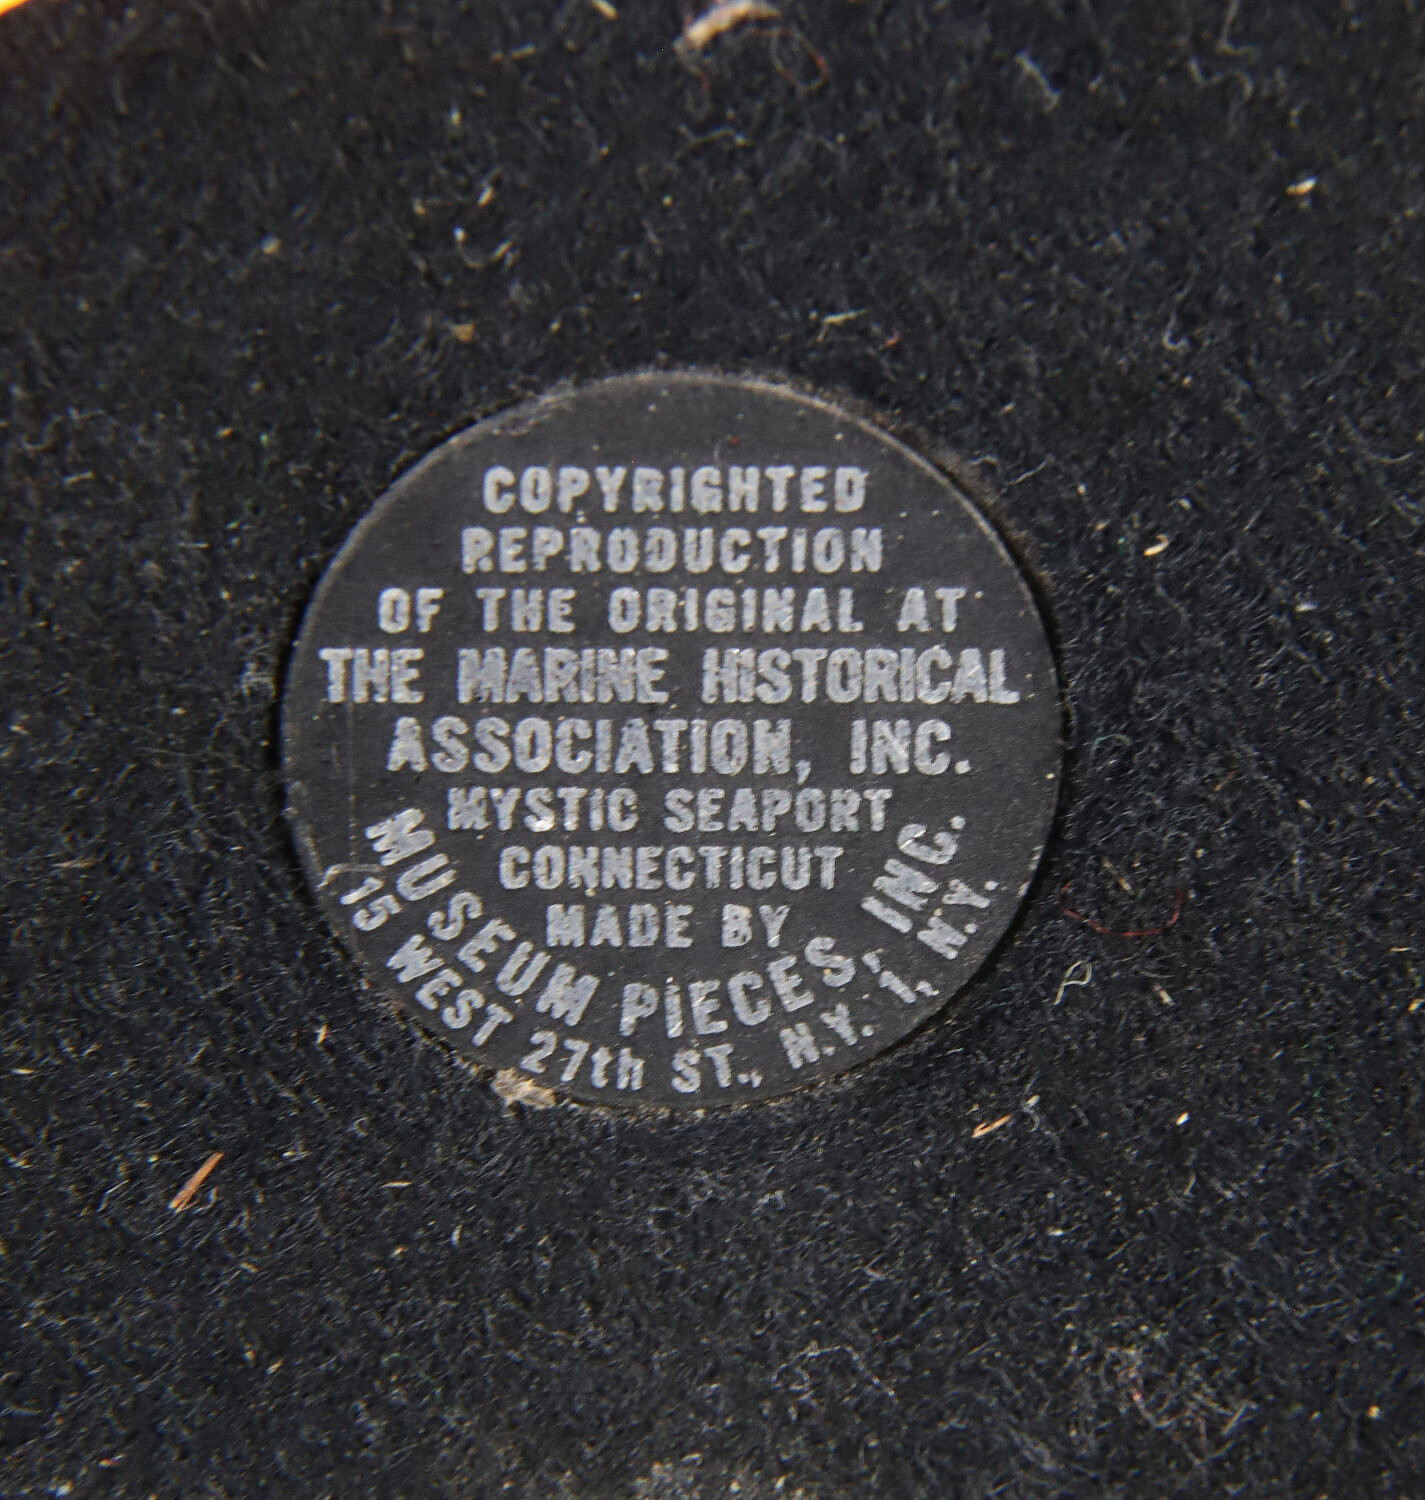 COPYRIGHTED
REPRODUCTION
OF THE ORIGINAL AT
THE MARINE HISTORICAL
ASSOCIATION, INC.
MYSTIC SEAPORT
CONNECTICUT
MADE BY
MUSEUM PIECES, INC.
15 WEST 27th ST., N.Y. 1, N.Y.